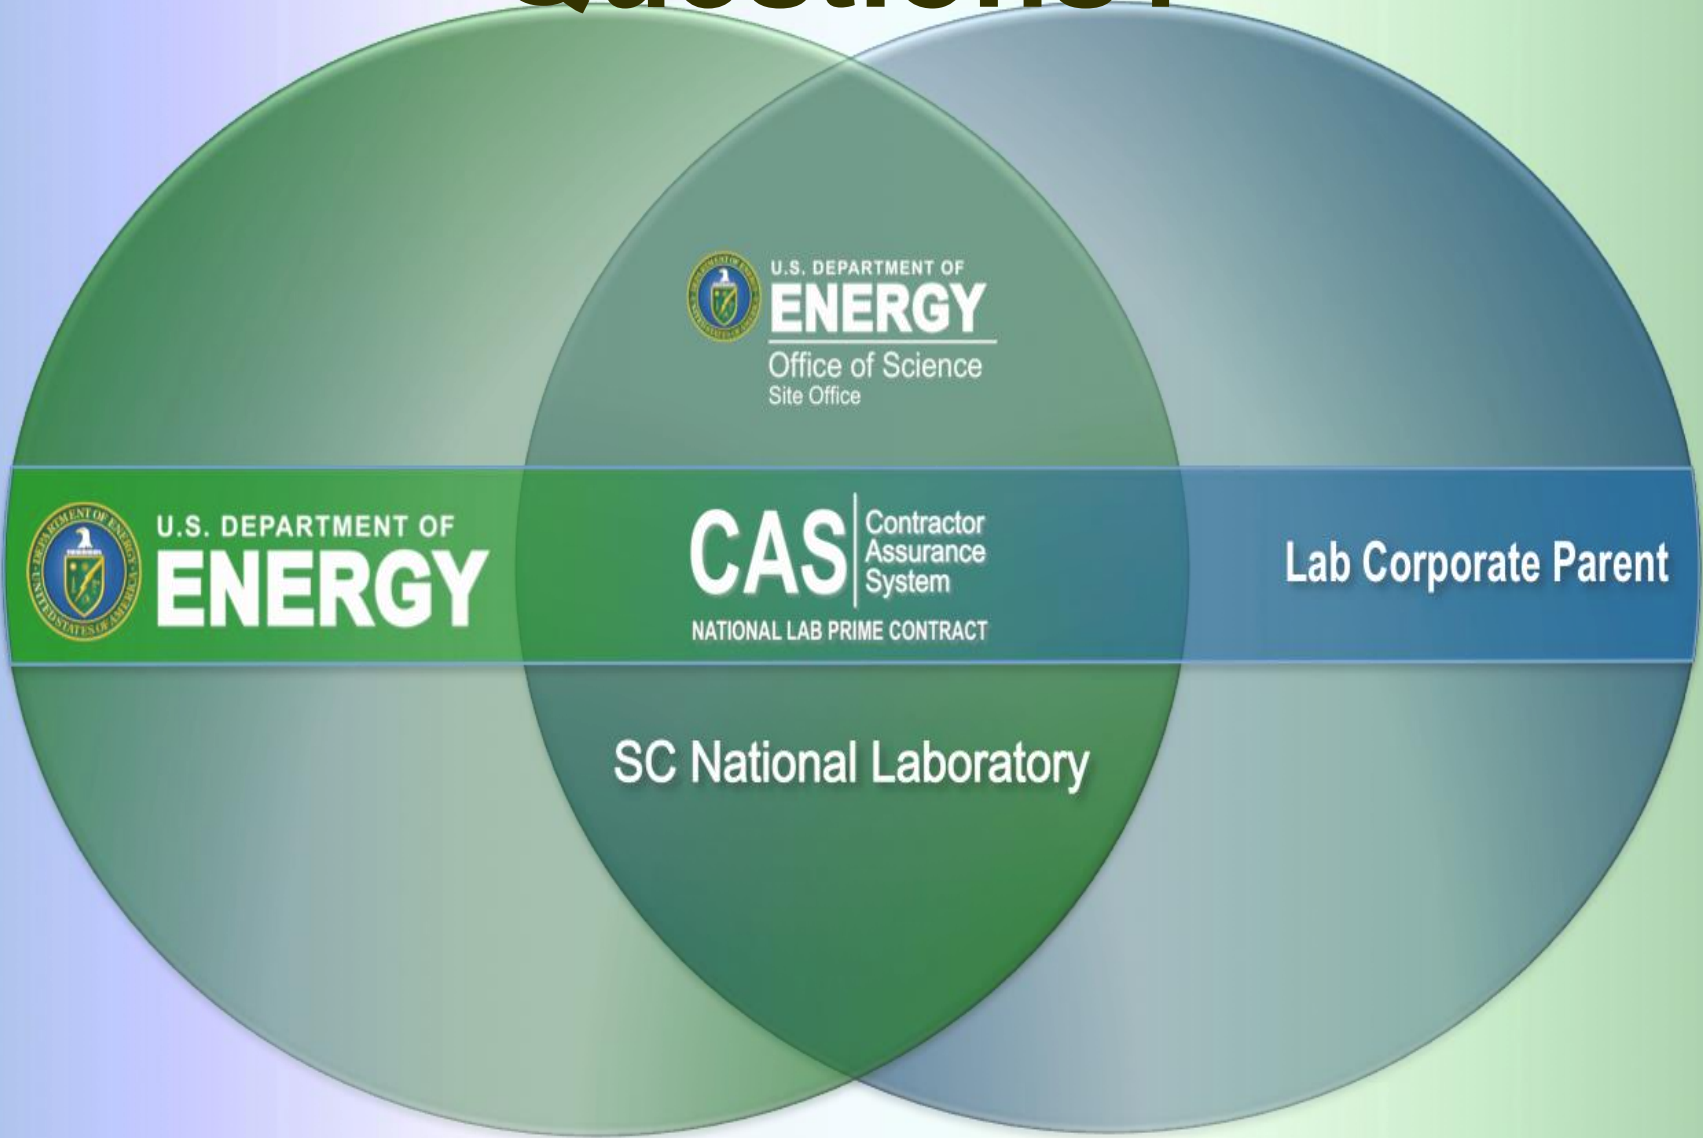 Questions?
U.S. DEPARTMENT OF
ENERGY
Office of Science
Site Office
U.S. DEPARTMENT OF
ENERGY
CAS
Contractor
Assurance
System
NATIONAL LAB PRIME CONTRACT
Lab Corporate Parent
SC National Laboratory